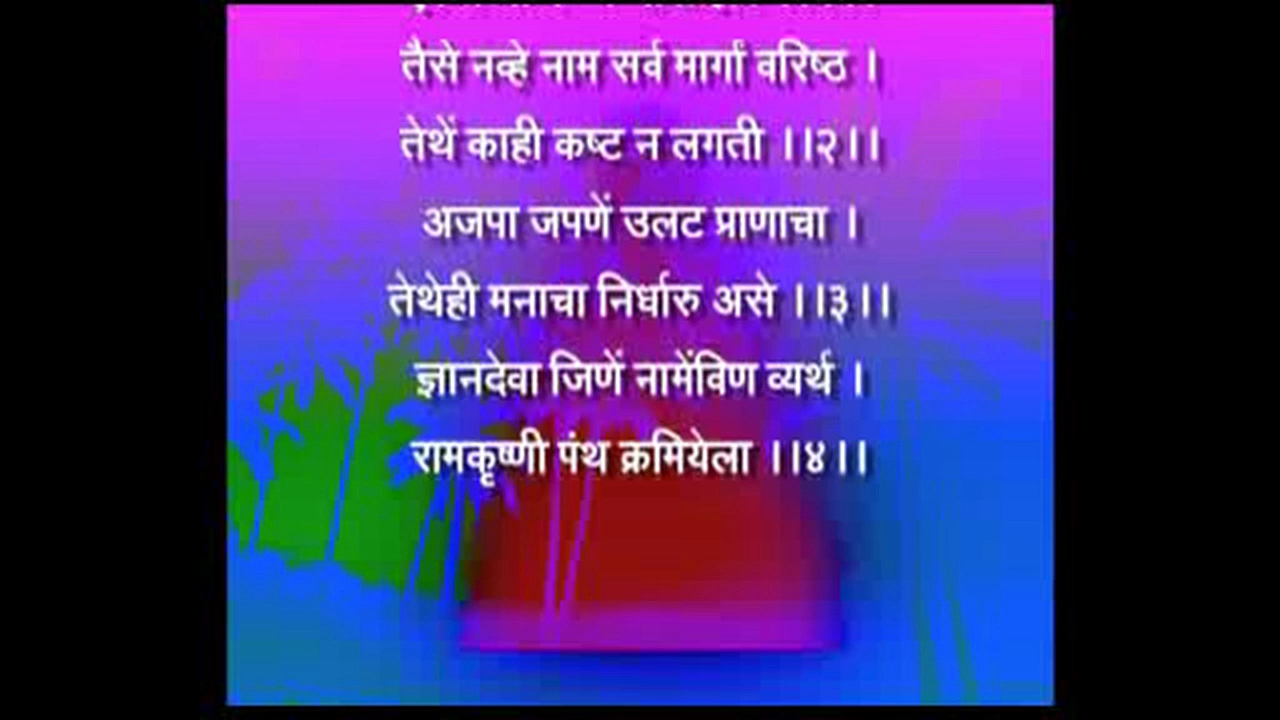 तैसे नव्हे नाम सर्व मार्गां वरिष्ठ ।
तेथें काही कष्ट न लगती ।।२।।
अजपा जपणें उलट प्राणाचा ।
तेथेही मनाचा निर्धारु असे ।।३।।
ज्ञानदेवा जिणें नामेंविण व्यर्थ ।
रामकृष्णी पंथ क्रमियेला ।।४।।